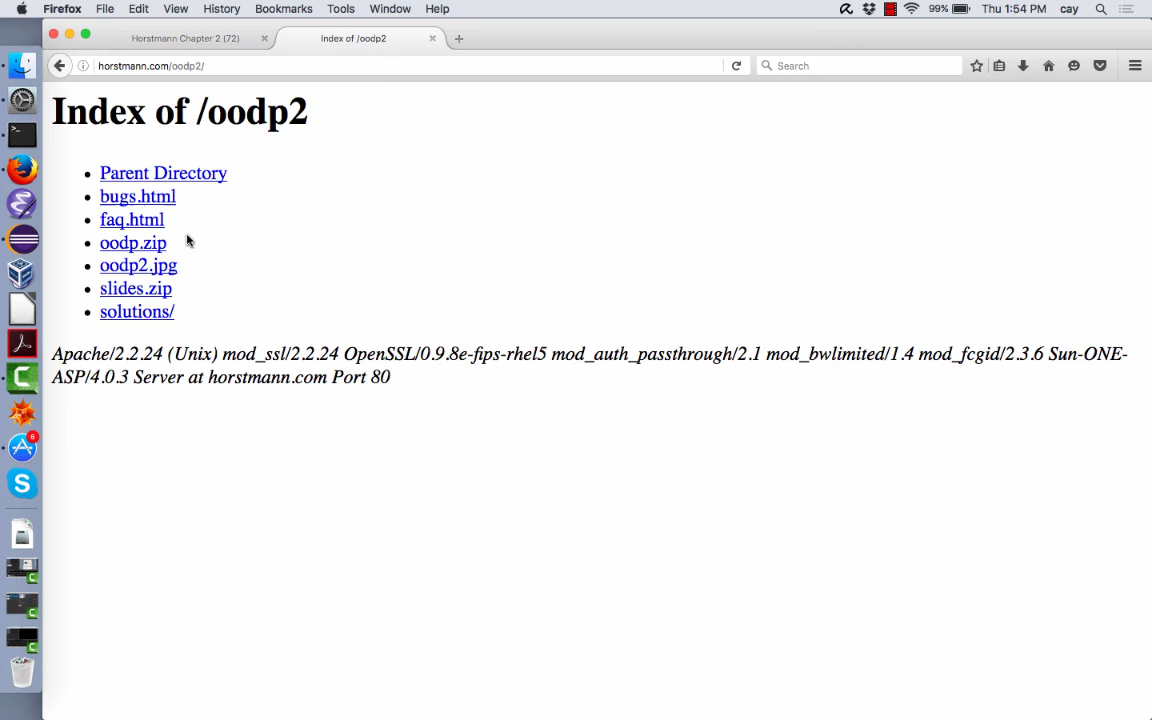 Firefox File Edit View History Bookmarks Tools Window Help 99% Thu 1:54 PM cay
Horstmann Chapter 2 (72) Index of /oodp2
horstmann.com/oodp2/ Search
Index of /oodp2
Parent Directory
bugs.html
faq.html
oodp.zip
oodp2.jpg
slides.zip
solutions/
Apache/2.2.24 (Unix) mod_ssl/2.2.24 OpenSSL/0.9.8e-fips-rhel5 mod_auth_passthrough/2.1 mod_bwlimited/1.4 mod_fcgid/2.3.6 Sun-ONE-
ASP/4.0.3 Server at horstmann.com Port 80
6